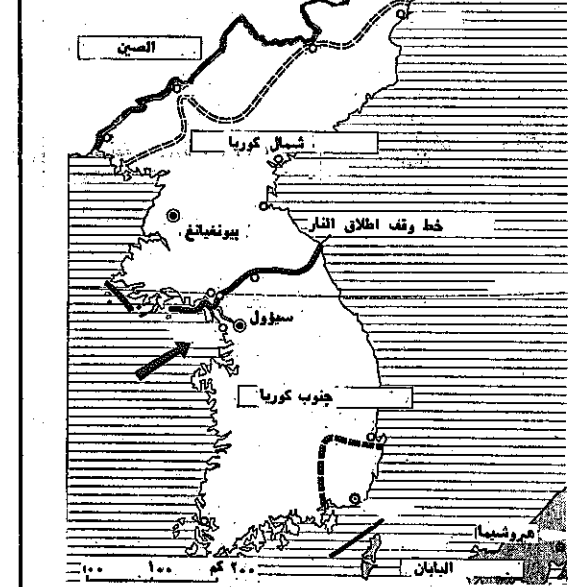 الصين
شمال كوريا
خط وقف اطلاق النار
بيونغيانغ
سيؤول
جنوب كوريا
هيروشيما
اليابان
١٠٠ ١٠٠ ٢٠٠ كم